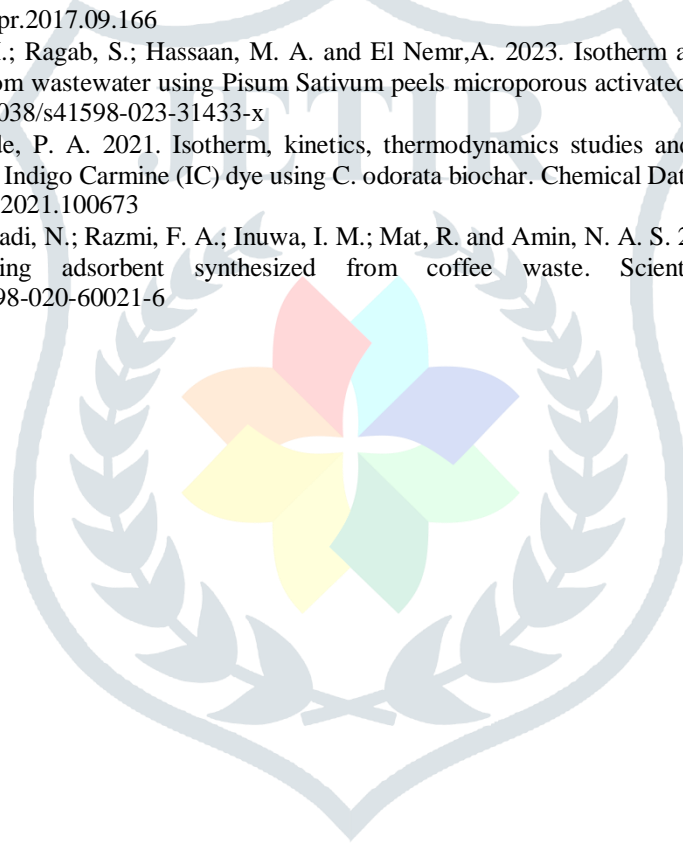 pr.2017.09.166
.; Ragab, S.; Hassaan, M. A. and El Nemr,A. 2023. Isotherm a
om wastewater using Pisum Sativum peels microporous activated
038/s41598-023-31433-x
de, P. A. 2021. Isotherm, kinetics, thermodynamics studies and
Indigo Carmine (IC) dye using C. odorata biochar. Chemical Dat
2021.100673
adi, N.; Razmi, F. A.; Inuwa, I. M.; Mat, R. and Amin, N. A. S. 2
ing adsorbent synthesized from coffee waste. Scient
98-020-60021-6
JETIR